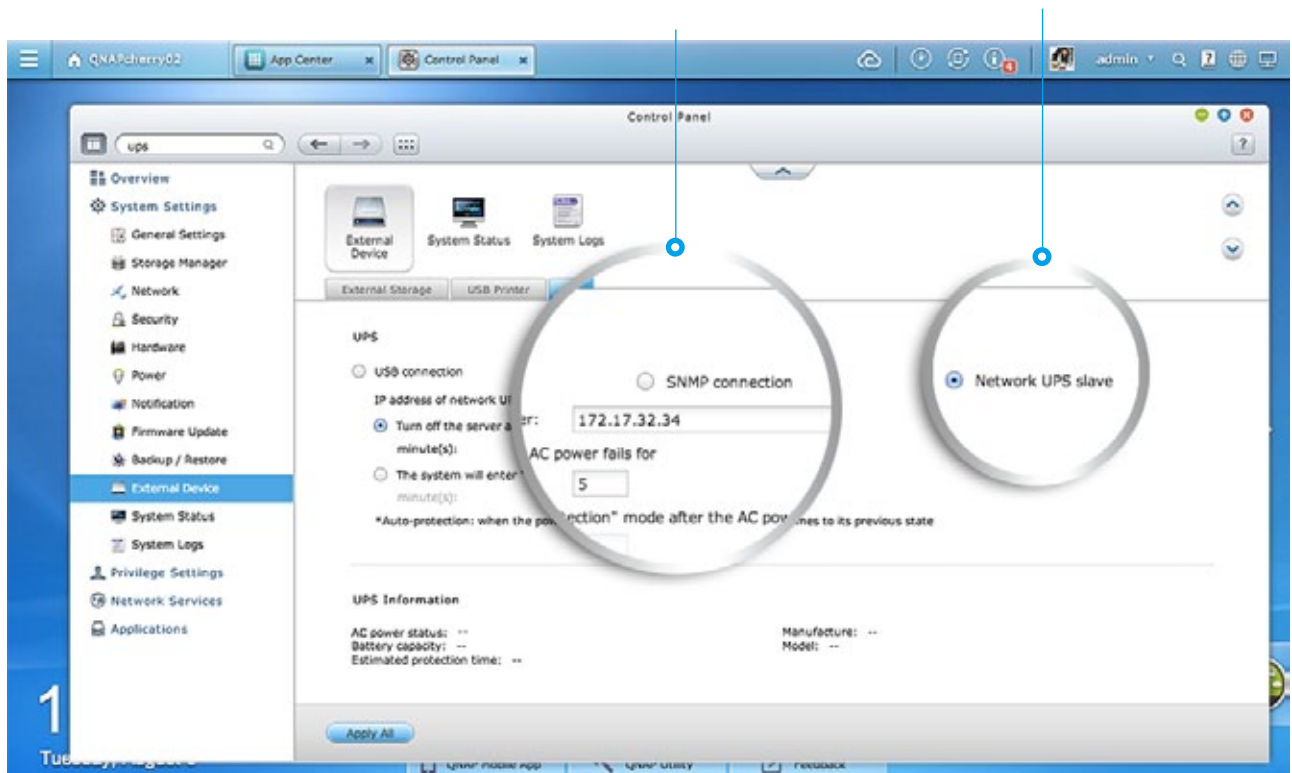 QNAPcherry02
App Center
Control Panel
4
admin
Control Panel
ups
Overview
System Settings
General Settings
Storage Manager
Network
Security
Hardware
Power
Notification
Firmware Update
Backup / Restore
External Device
System Status
System Logs
Privilege Settings
Network Services
Applications
External Device
System Status
System Logs
External Storage
USB Printer
UPS
USB connection
SNMP connection
Network UPS slave
IP address of network
er: 172.17.32.34
Turn off the server
AC power fails for
minute(s):
5
The system will enter
ection" mode after the AC
minute(s):
*Auto-protection: when the
mes to its previous state
UPS Information
AC power status: --
Manufacture: --
Battery capacity: --
Model: --
Estimated protection time: --
Apply All
1
QNAP Mobile App
QNAP Utility
Feedback